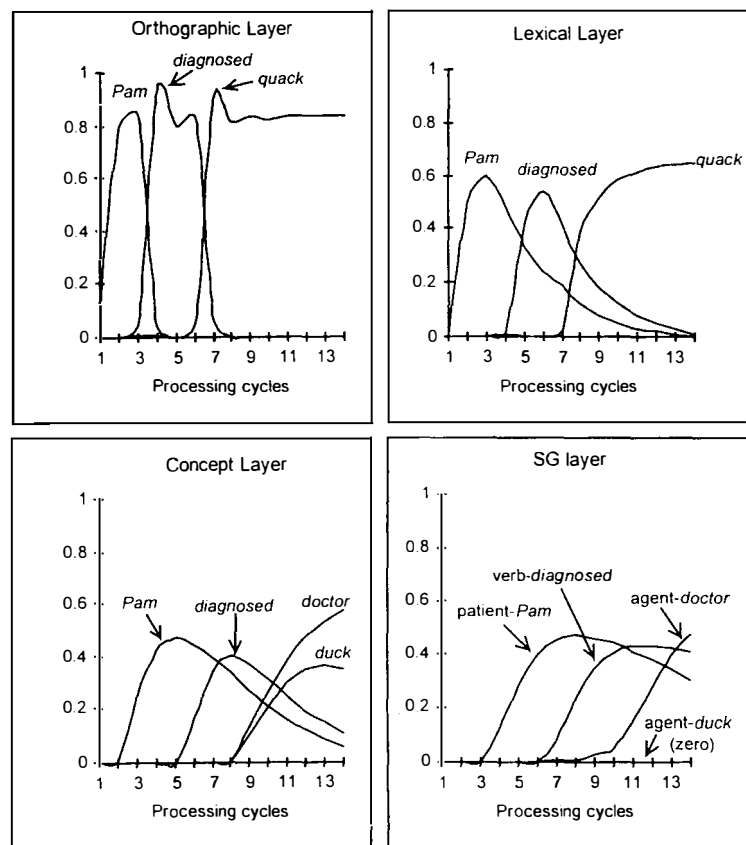 Orthographic Layer
diagnosed
Pam
quack
1
0.8
0.6
0.4
0.2
0
1 3 5 7 9 11 13
Processing cycles
Lexical Layer
1
0.8
0.6
0.4
0.2
0
Pam
diagnosed
quack
1 3 5 7 9 11 13
Processing cycles
Concept Layer
1
0.8
0.6
0.4
0.2
0
Pam
diagnosed
doctor
duck
1 3 5 7 9 11 13
Processing cycles
SG layer
1
0.8
0.6
0.4
0.2
0
verb-diagnosed
patient-Pam
agent-doctor
agent-duck
(zero)
1 3 5 7 9 11 13
Processing cycles